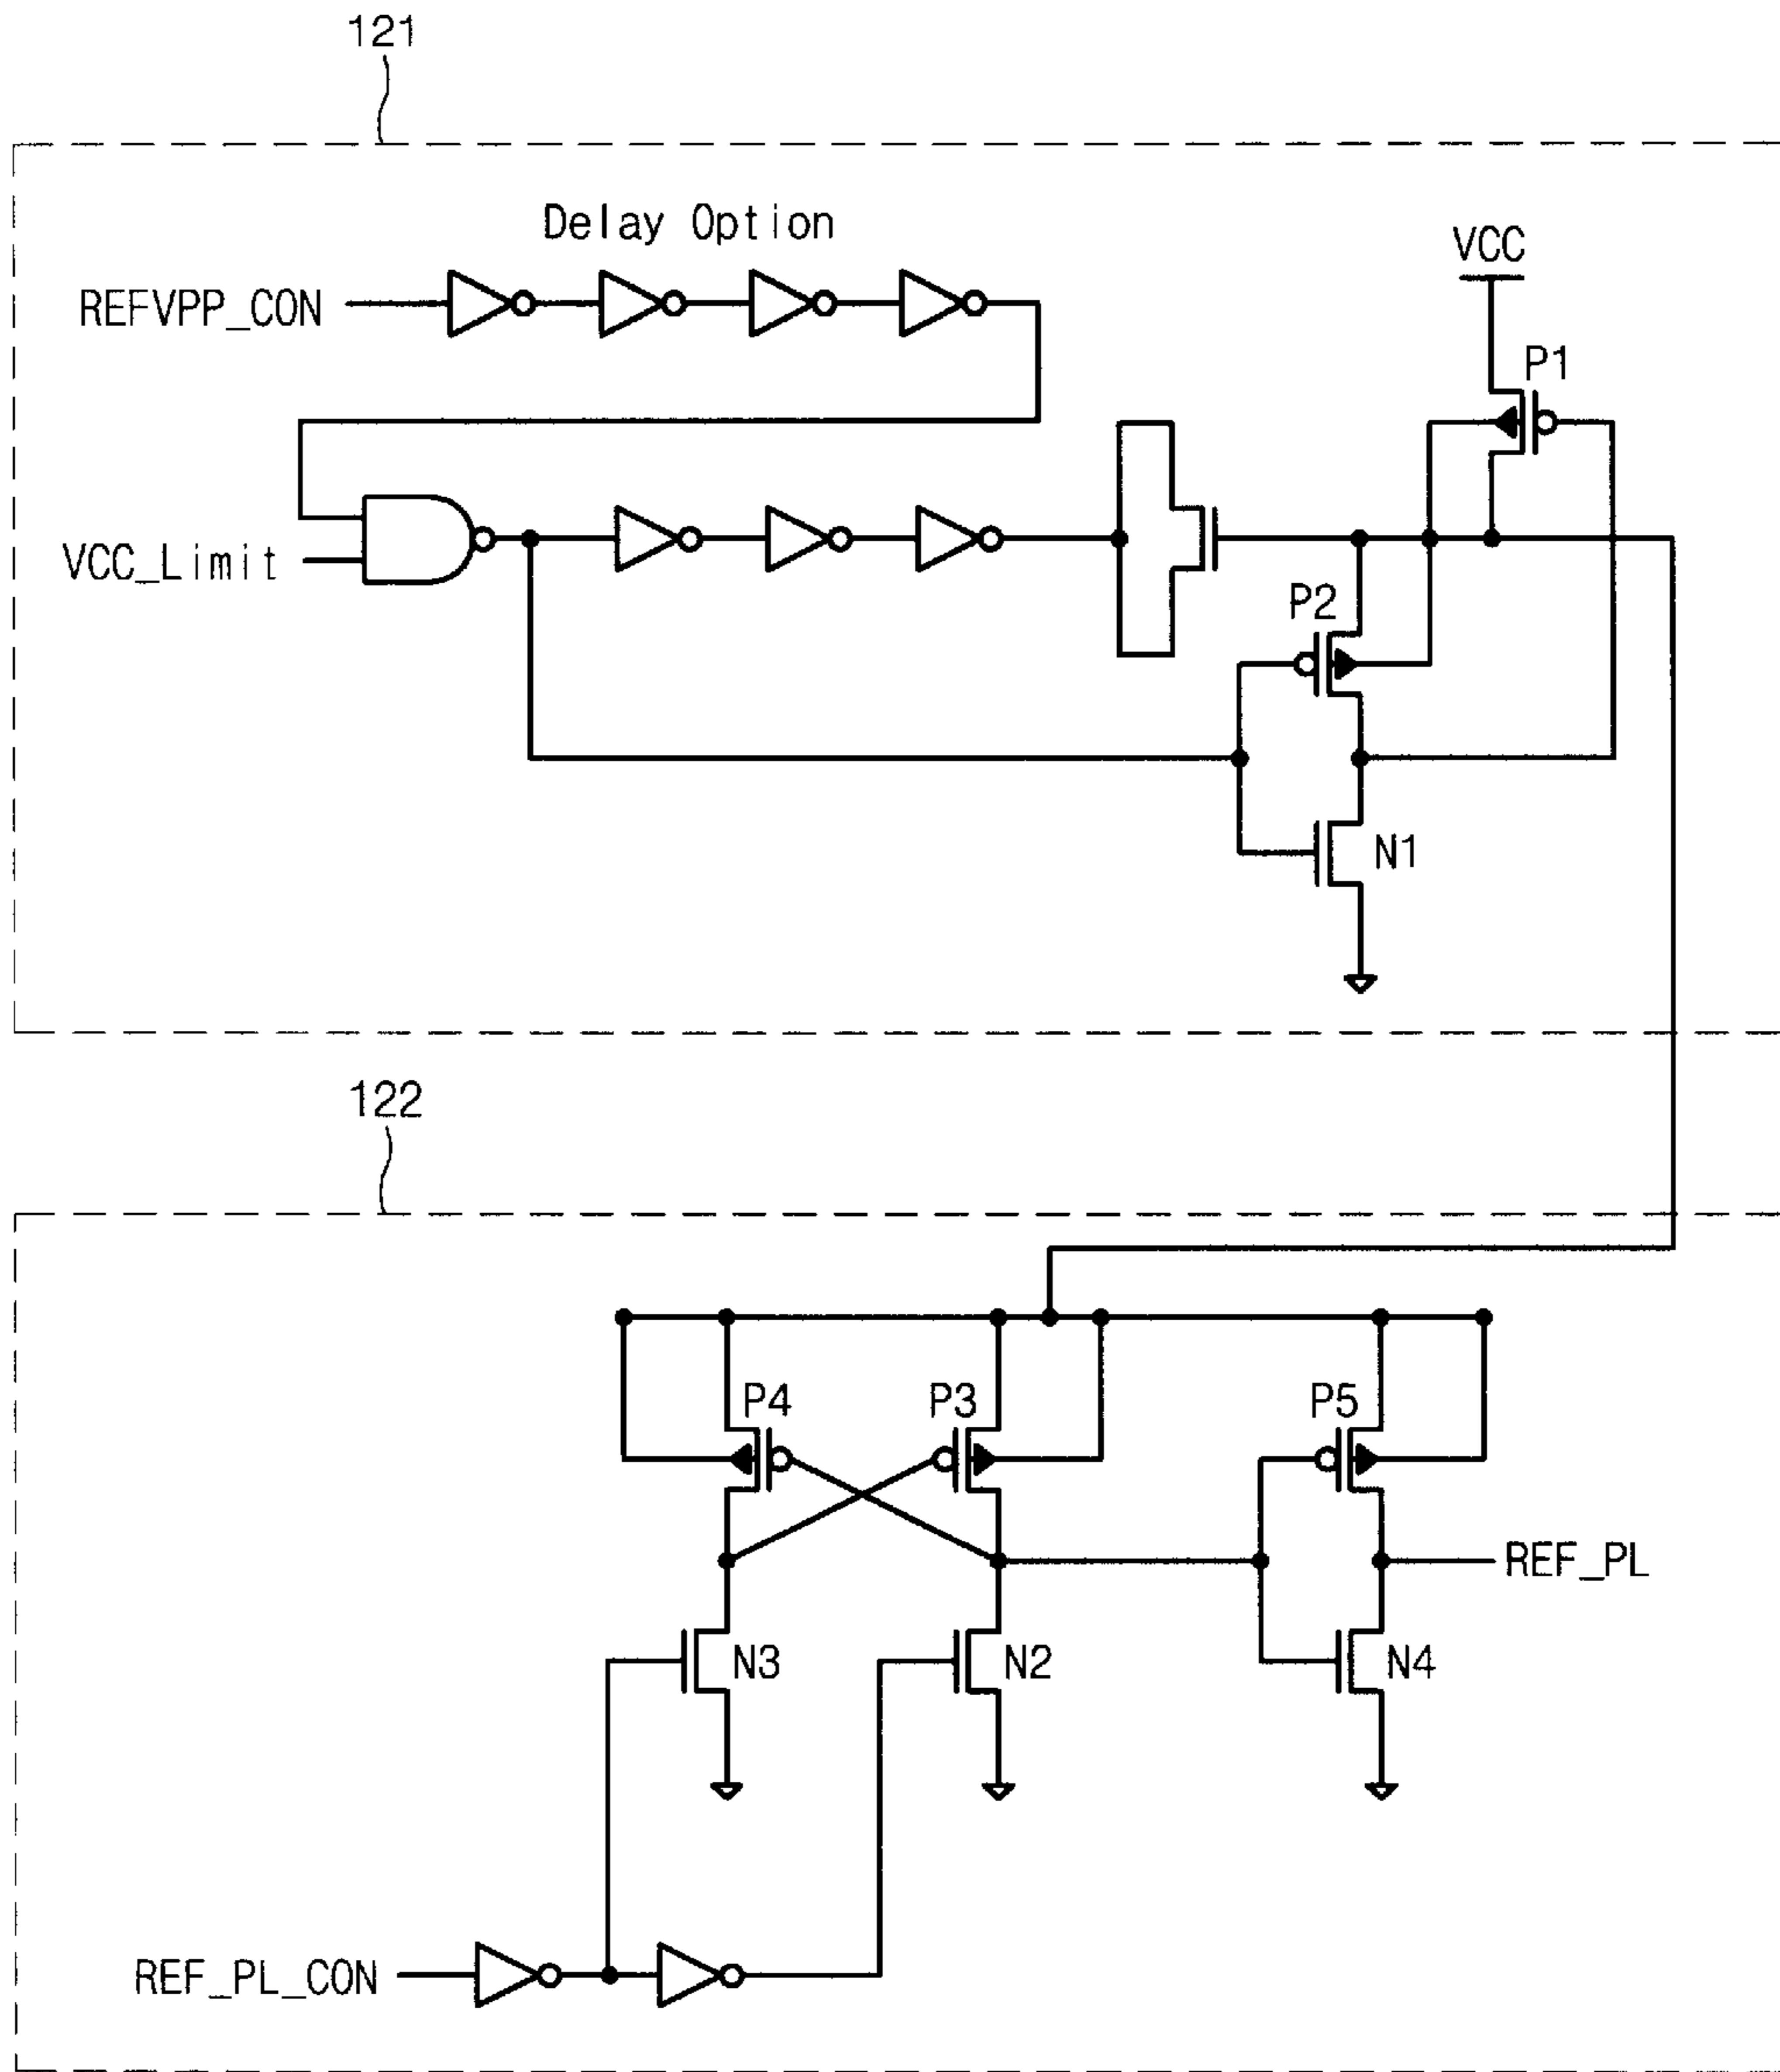 121
Delay Option
VCC
REFVPP_CON
P1
VCC_Limit
P2
N1
122
P4
P3
P5
REF_PL
N3
N2
N4
REF_PL_CON